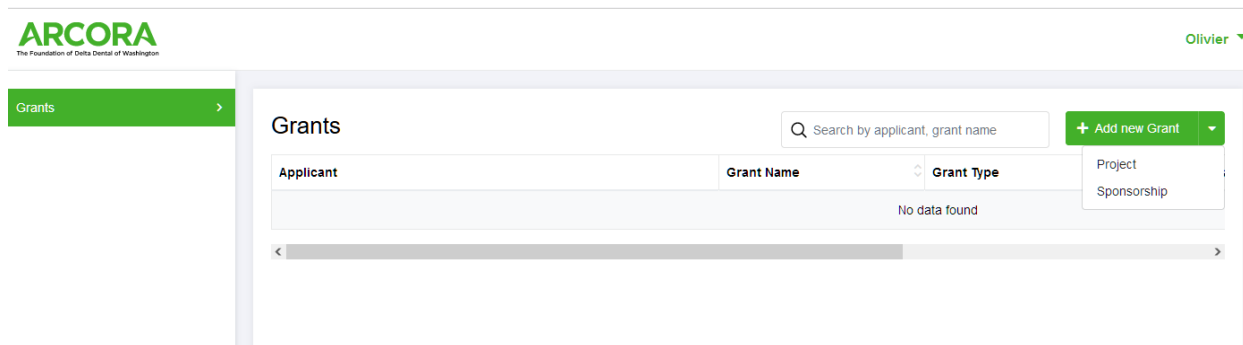 ARCORA
The Foundation of Delta Dental of Washington
Olivier
Grants
Grants
Search by applicant, grant name
+ Add new Grant
Project
Sponsorship
Applicant
Grant Name
Grant Type
No data found